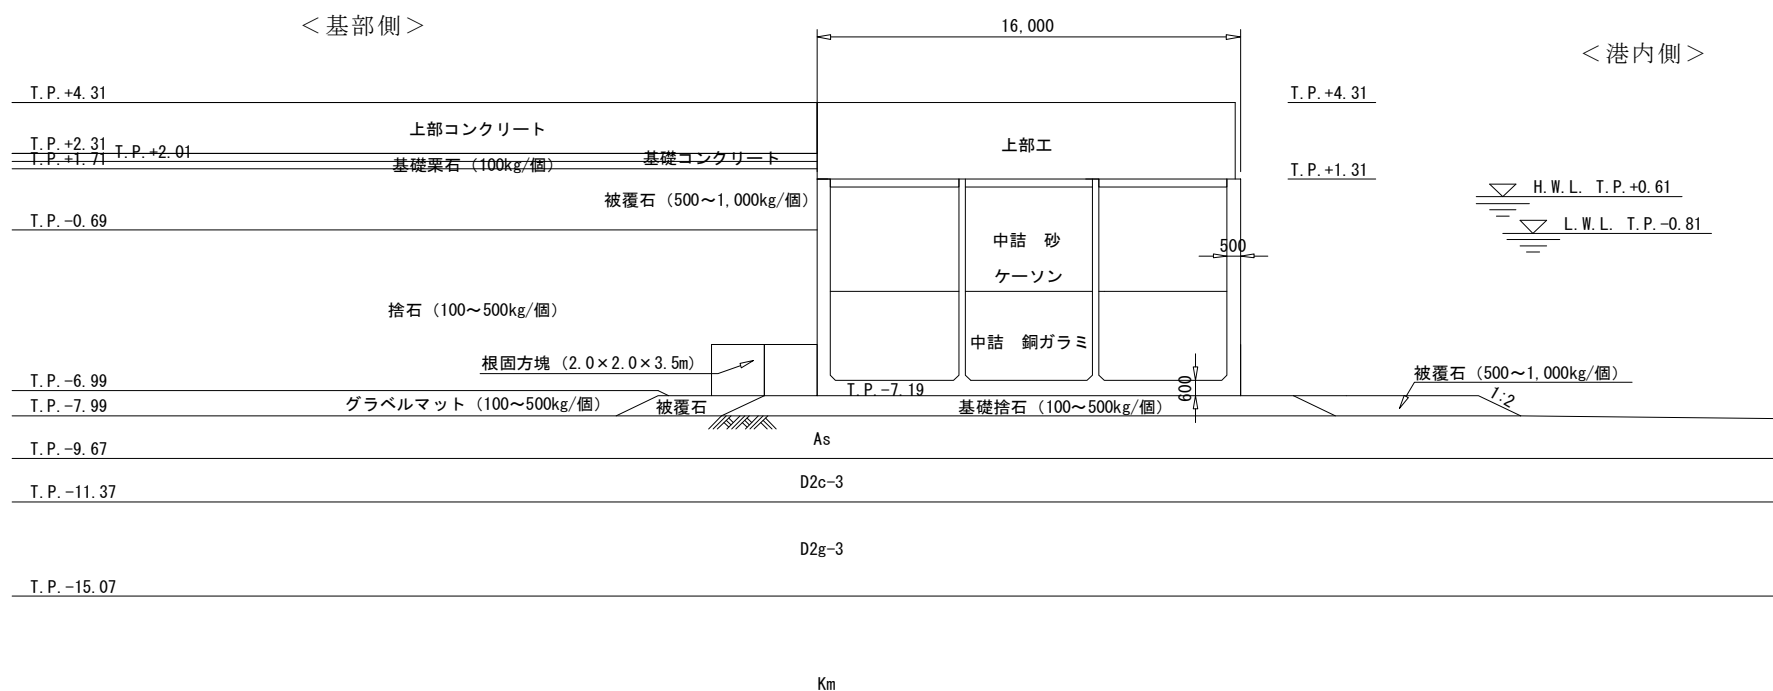 ＜基部側＞
16,000
＜港内側＞
T.P.+4.31
T.P.+4.31
上部コンクリート
上部工
T.P.+2.31
T.P.+2.01
T.P.+1.71
基礎コンクリート
基礎栗石（100kg/個）
T.P.+1.31
被覆石（500～1,000kg/個）
H.W.L. T.P.+0.61
T.P.-0.69
L.W.L. T.P.-0.81
中詰　砂
500
ケーソン
捨石（100～500kg/個）
中詰　銅ガラミ
根固方塊（2.0×2.0×3.5m）
被覆石（500～1,000kg/個）
T.P.-6.99
T.P.-7.19
600
1:2
T.P.-7.99
グラベルマット（100～500kg/個）
被覆石
基礎捨石（100～500kg/個）
As
T.P.-9.67
D2c-3
T.P.-11.37
D2g-3
T.P.-15.07
Km